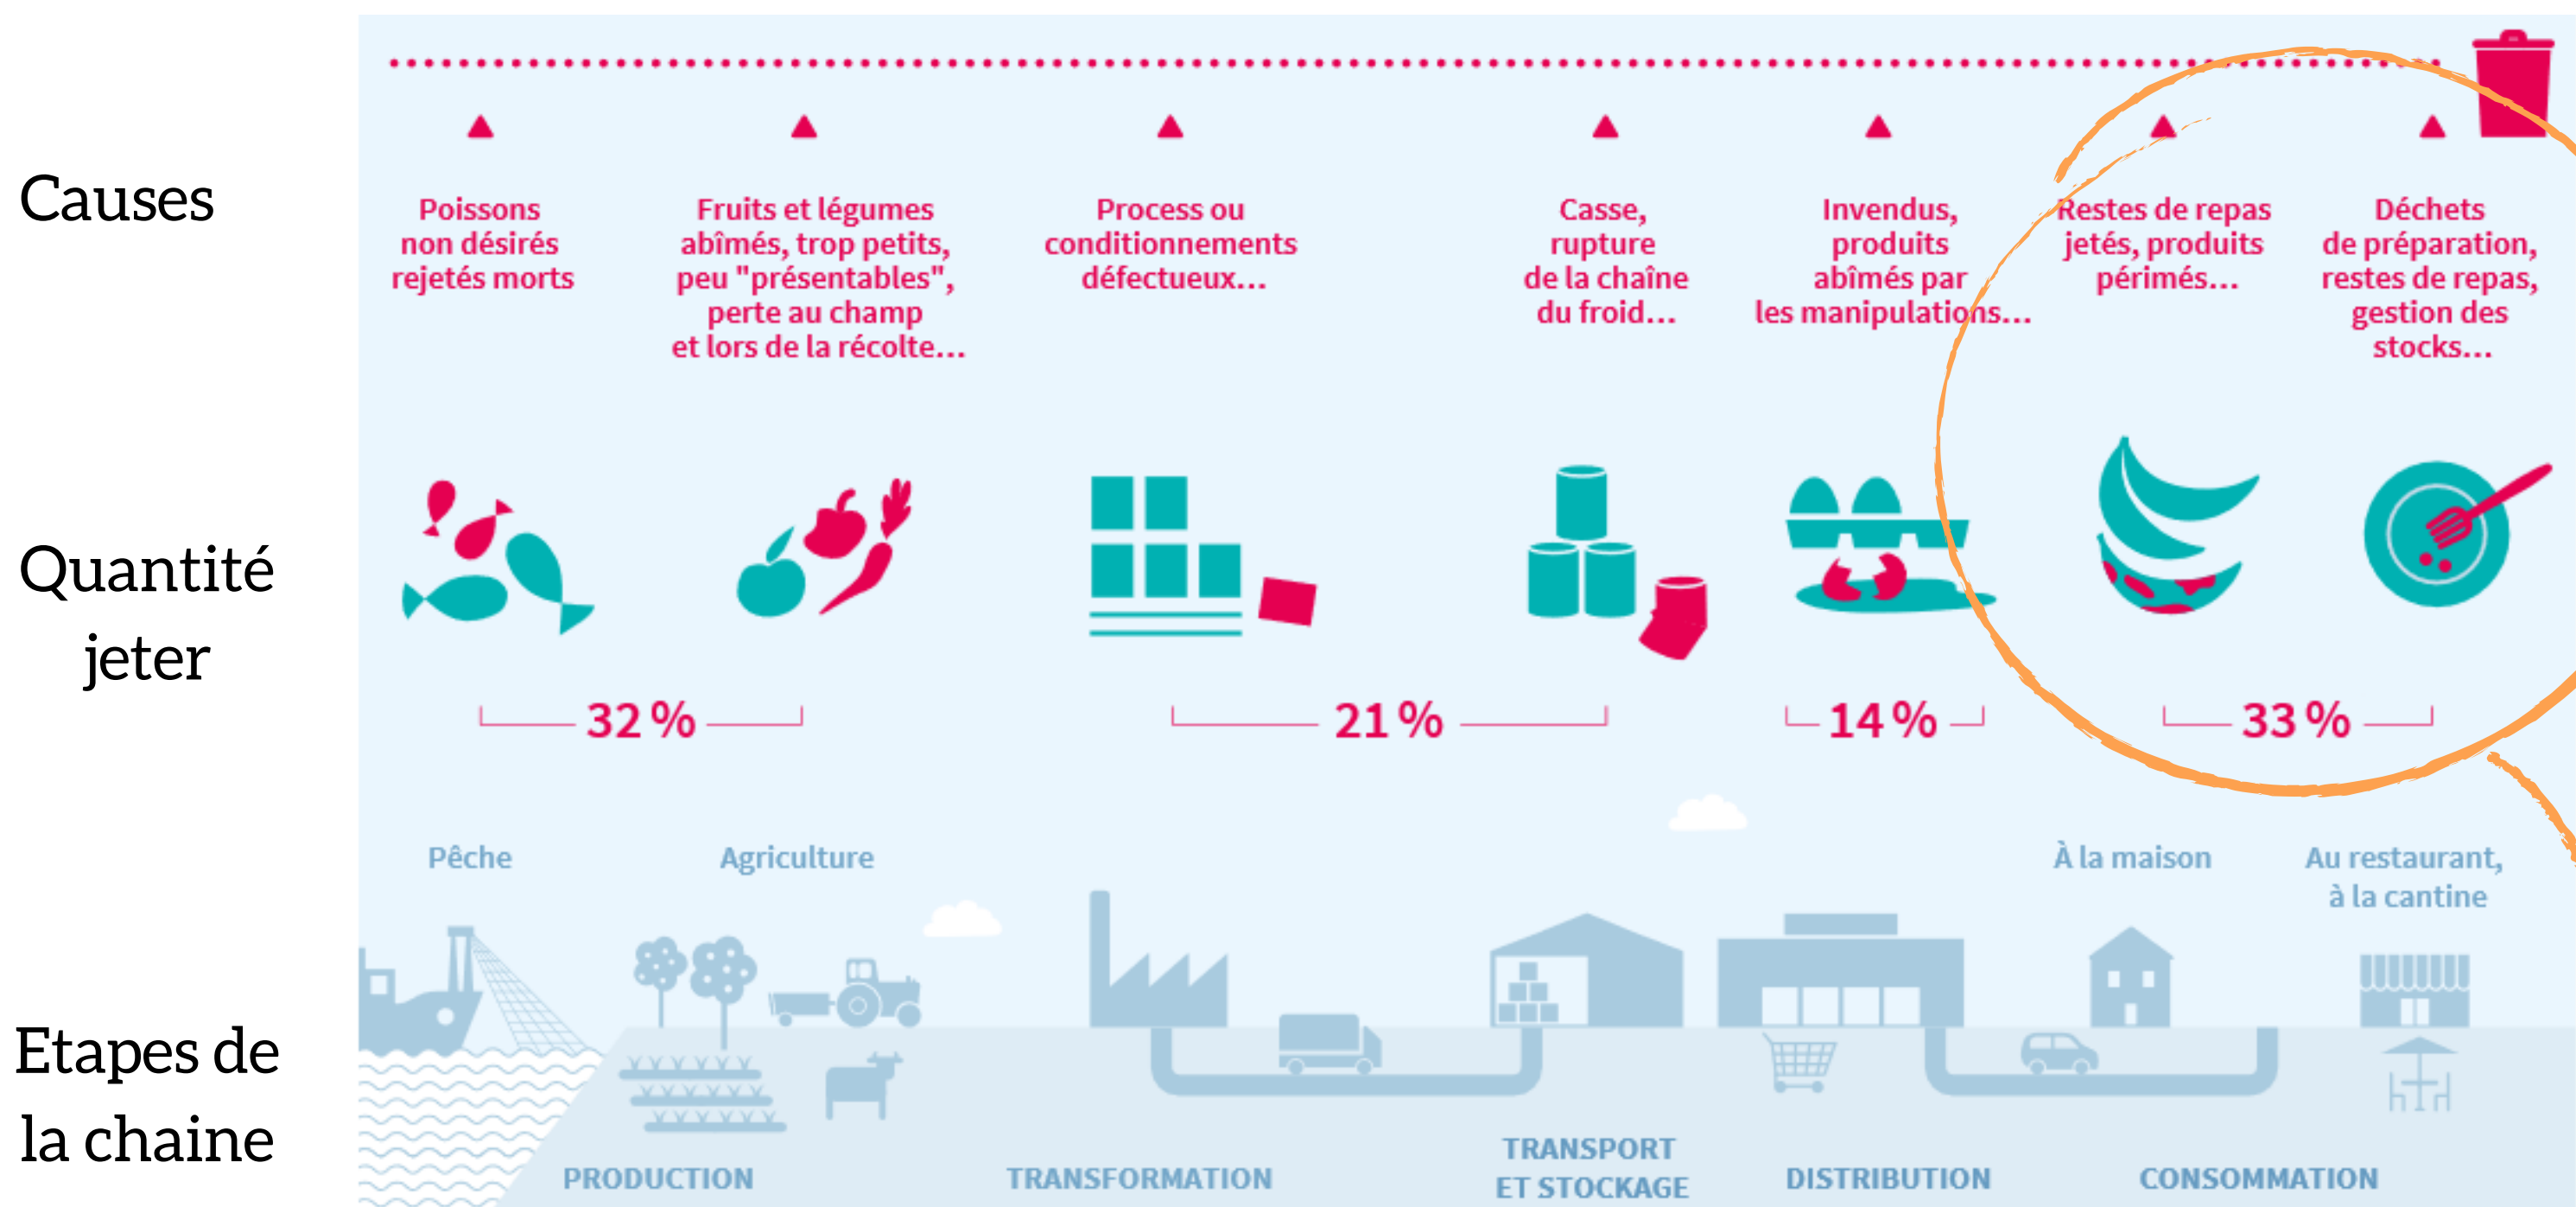 Causes
Poissons
non désirés
rejetés morts
Fruits et légumes
abîmés, trop petits,
peu "présentables",
perte au champ
et lors de la récolte...
Process ou
conditionnements
défectueux...
Casse,
rupture
de la chaîne
du froid...
Invendus,
produits
abîmés par
les manipulations...
Restes de repas
jetés, produits
périmés...
Déchets
de préparation,
restes de repas,
gestion des
stocks...
Quantité
jeter
32 %
21 %
14 %
33 %
Pêche
Agriculture
À la maison
Au restaurant,
à la cantine
Etapes de
la chaine
PRODUCTION
TRANSFORMATION
TRANSPORT
ET STOCKAGE
DISTRIBUTION
CONSOMMATION